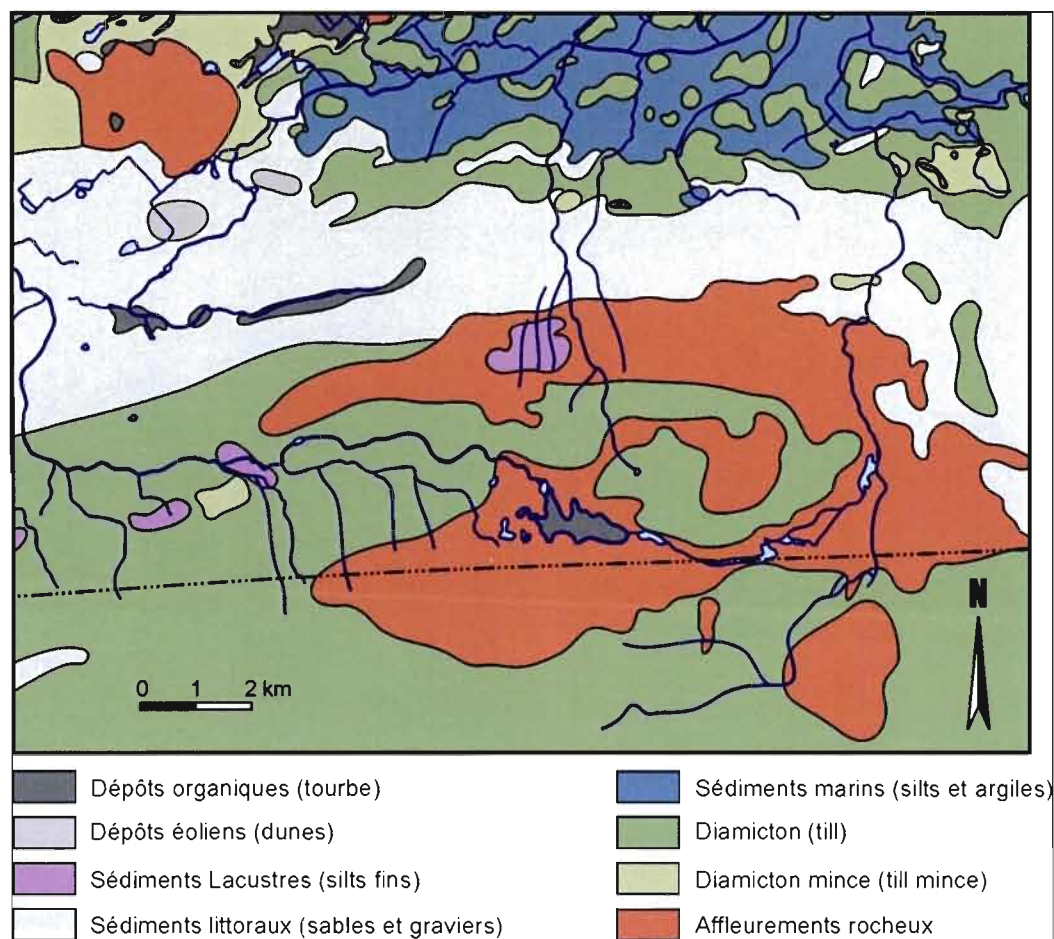 N
0 1 2 km
Dépôts organiques (tourbe)
Dépôts éoliens (dunes)
Sédiments Lacustres (silts fins)
Sédiments littoraux (sables et graviers)
Sédiments marins (silts et argiles)
Diamicton (till)
Diamicton mince (till mince)
Affleurements rocheux